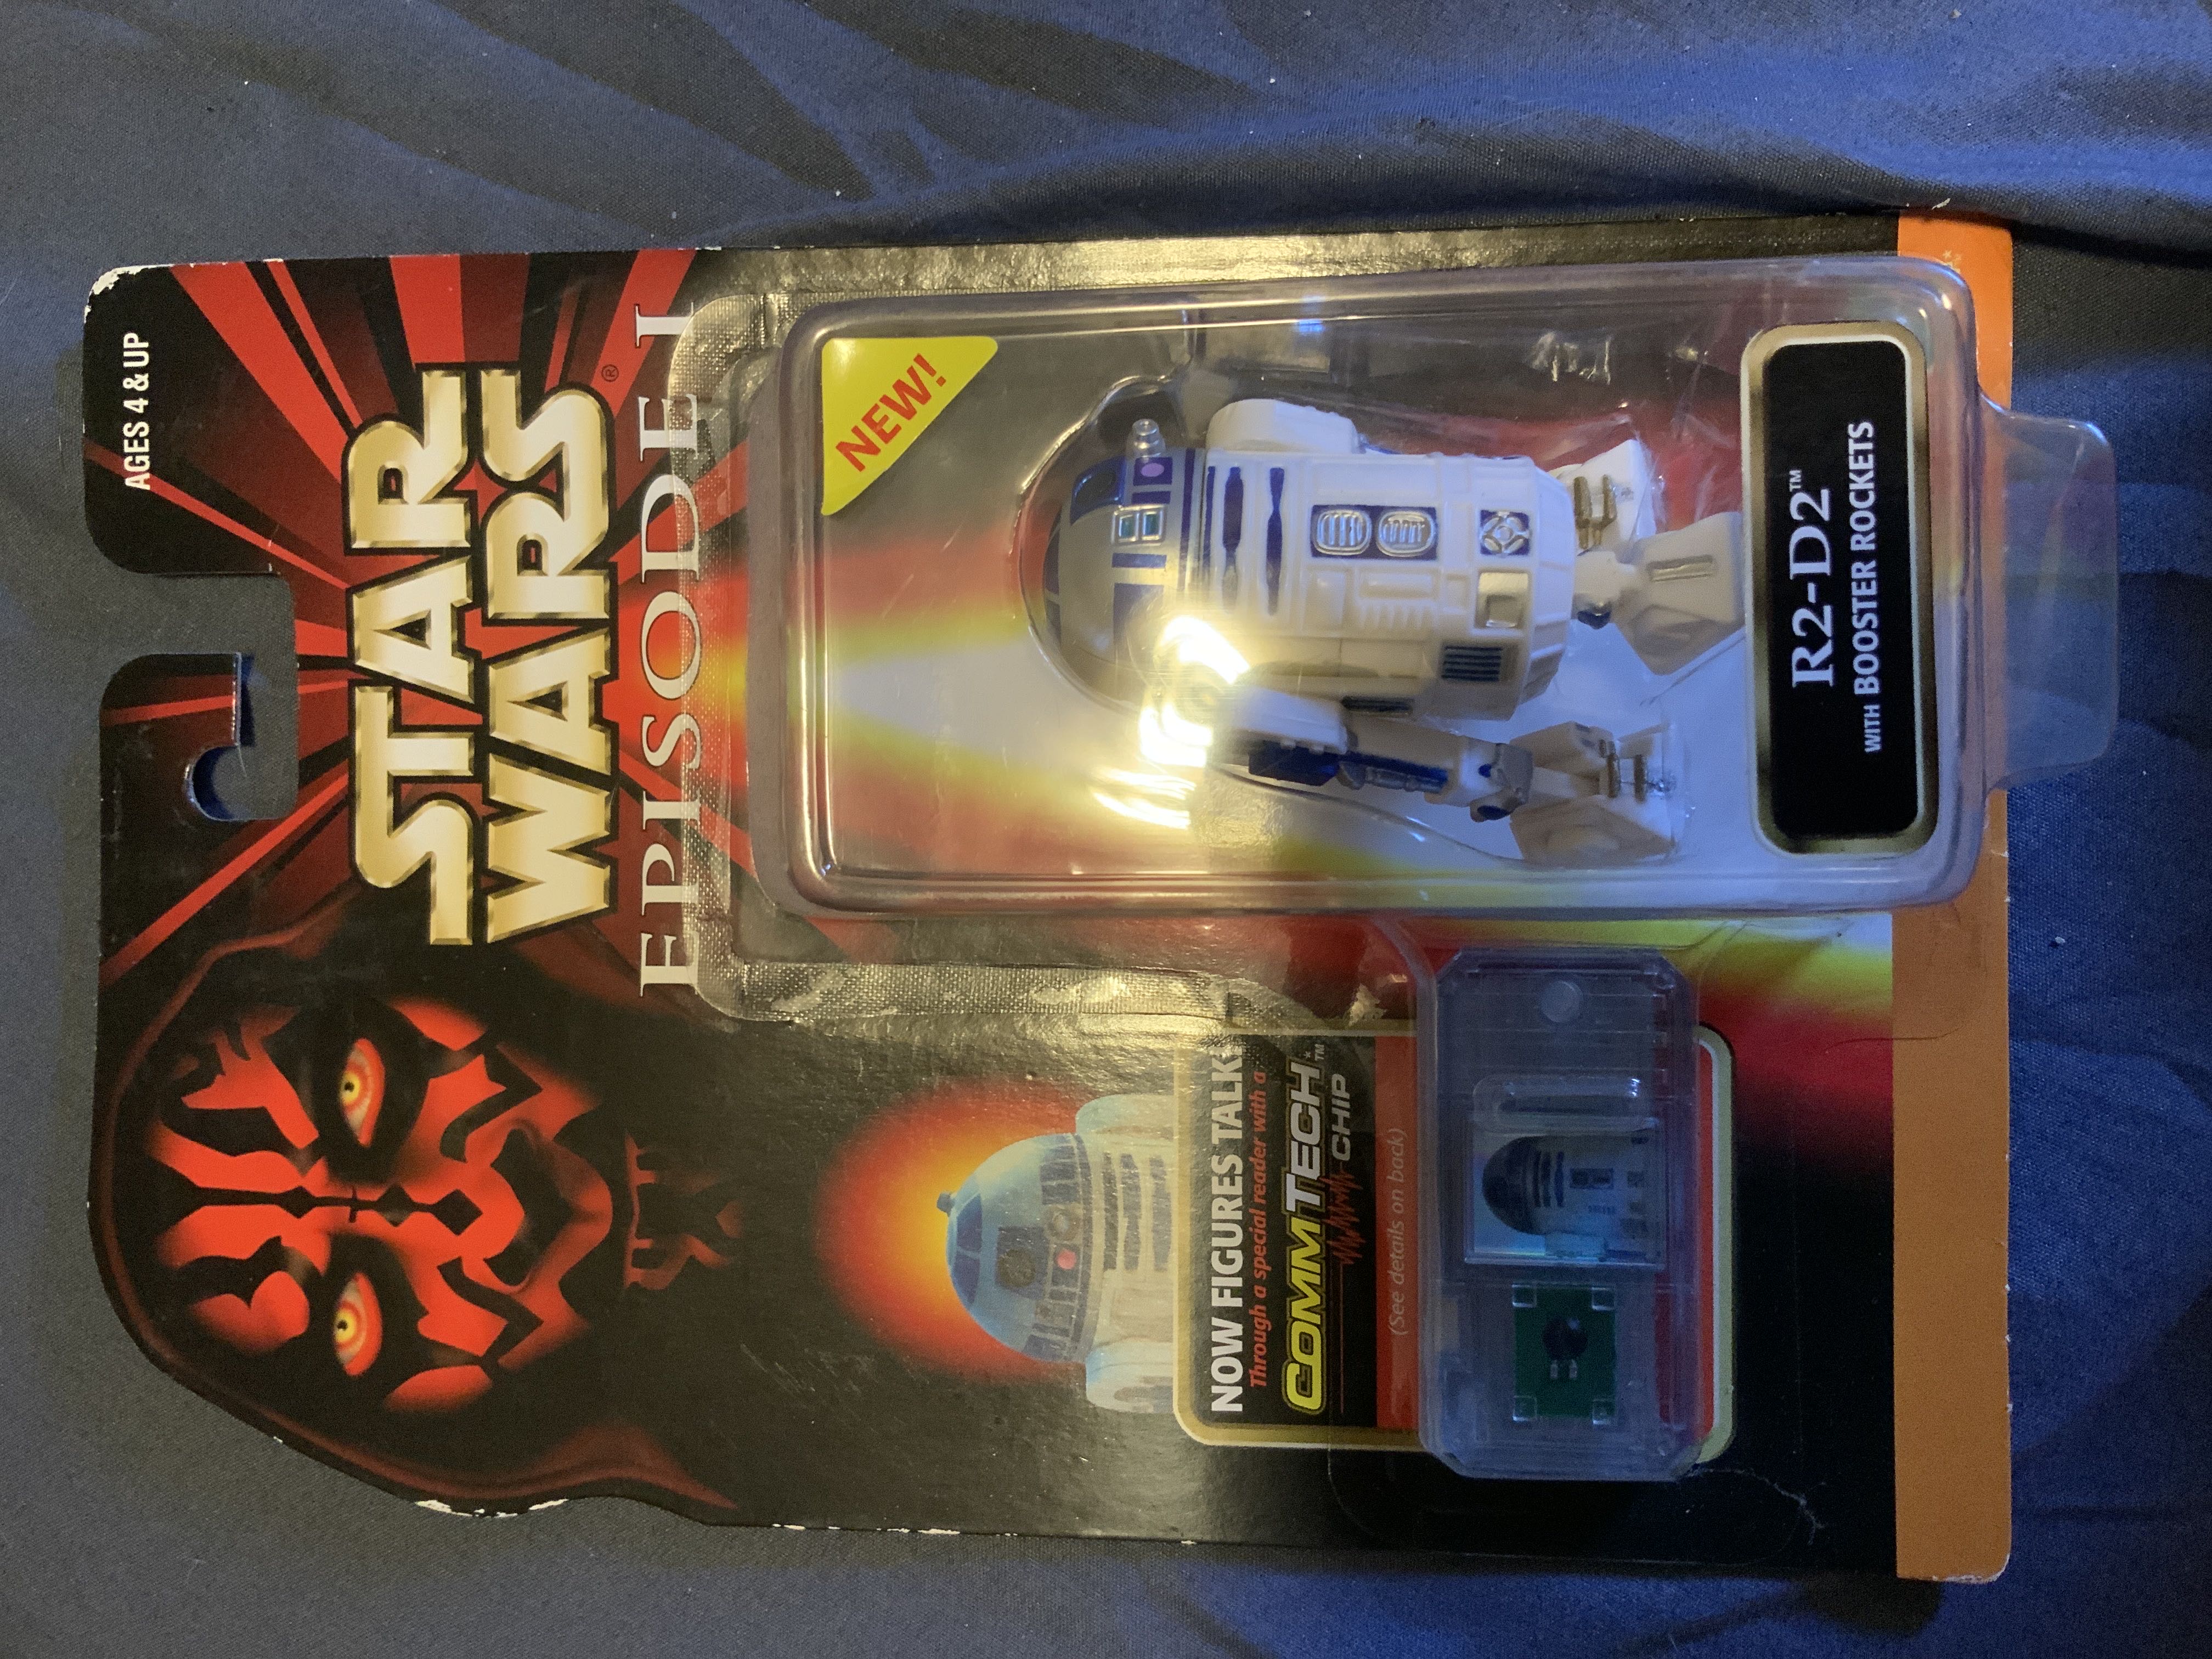 AGES 4 & UP
STAR
WARS®
EPISODE I
NEW!
NOW FIGURES TALK
Through a special reader with a
COMMTECH™*
CHIP
(See details on back)
R2-D2™
WITH BOOSTER ROCKETS